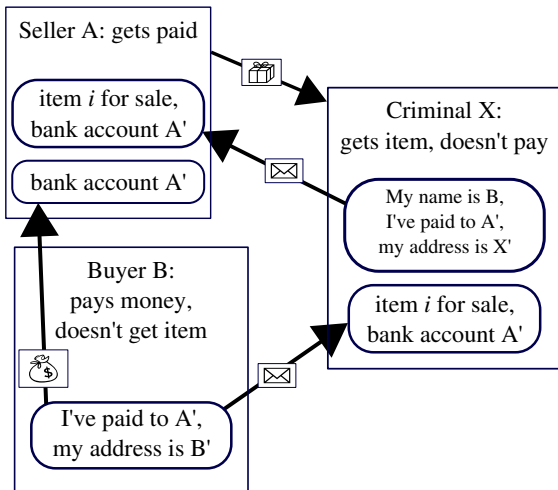 Seller A: gets paid
item i for sale,
bank account A'
bank account A'
Criminal X:
gets item, doesn't pay
My name is B,
I've paid to A',
my address is X'
item i for sale,
bank account A'
Buyer B:
pays money,
doesn't get item
$
I've paid to A',
my address is B'